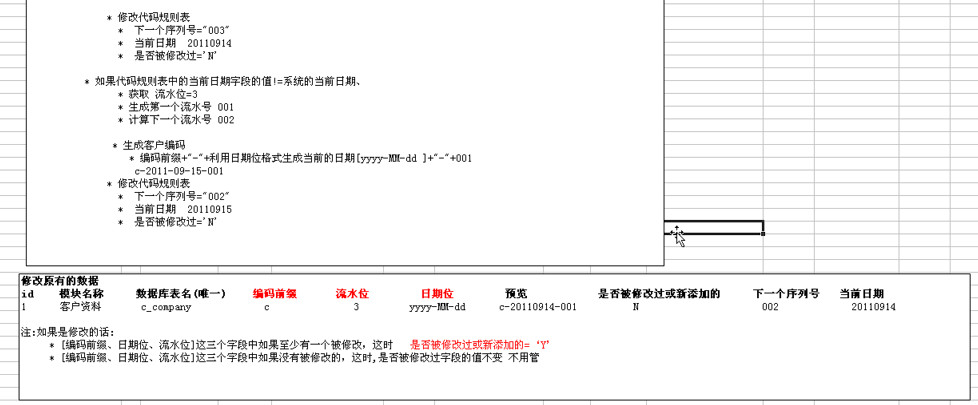 * 修改代码规则表
* 下一个序列号="003"
* 当前日期 20110914
* 是否被修改过='N'
* 如果代码规则表中的当前日期字段的值!=系统的当前日期、
* 获取 流水位=3
* 生成第一个流水号 001
* 计算下一个流水号 002
* 生成客户编码
* 编码前缀+"-"+利用日期位格式生成当前的日期[yyyy-MM-dd ]+"-"+001
c-2011-09-15-001
* 修改代码规则表
* 下一个序列号="002"
* 当前日期 20110915
* 是否被修改过='N'
修改原有的数据
id 模块名称 数据库表名(唯一) 编码前缀 流水位 日期位 预览 是否被修改过或新添加的 下一个序列号 当前日期
1 客户资料 c_company c 3 yyyy-MM-dd c-20110914-001 N 002 20110914
注:如果是修改的话:
* [编码前缀、日期位、流水位]这三个字段中如果至少有一个被修改, 这时 是否被修改过或新添加的= ‘Y’
* [编码前缀、日期位、流水位]这三个字段中如果没有被修改的, 这时,是否被修改过字段的值不变 不用管